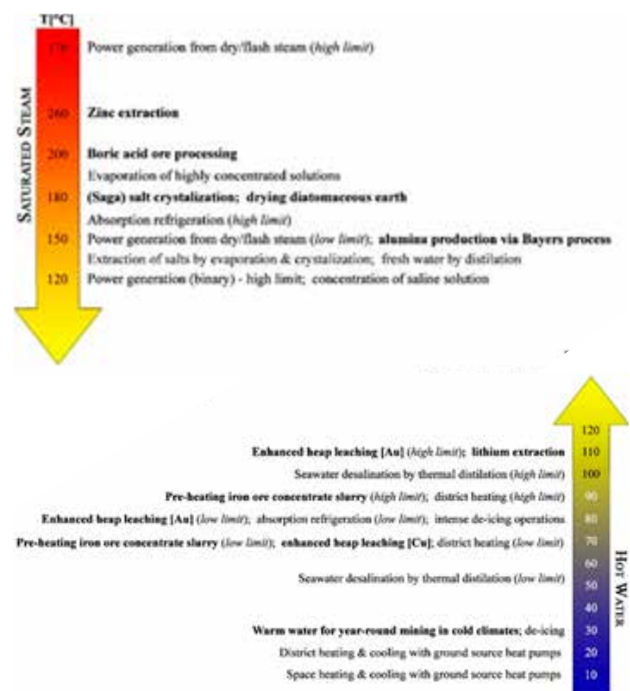 T[°C]
Power generation from dry/flash steam (high limit)
260
Zinc extraction
200
Boric acid ore processing
Evaporation of highly concentrated solutions
180
(Saga) salt crystalization; drying diatomaceous earth
Absorption refrigeration (high limit)
150
Power generation from dry/flash steam (low limit); alumina production via Bayers process
Extraction of salts by evaporation & crystalization; fresh water by distilation
120
Power generation (binary) - high limit; concentration of saline solution
SATURATED STEAM
120
Enhanced heap leaching [Au] (high limit); lithium extraction 110
Seawater desalination by thermal distilation (high limit) 100
Pre-heating iron ore concentrate slurry (high limit); district heating (high limit) 90
Enhanced heap leaching [Au] (low limit); absorption refrigeration (low limit); intense de-icing operations 80
Pre-heating iron ore concentrate slurry (low limit); enhanced heap leaching [Cu]; district heating (low limit) 70
60
Seawater desalination by thermal distilation (low limit) 50
40
Warm water for year-round mining in cold climates; de-icing 30
District heating & cooling with ground source heat pumps 20
Space heating & cooling with ground source heat pumps 10
HOT WATER